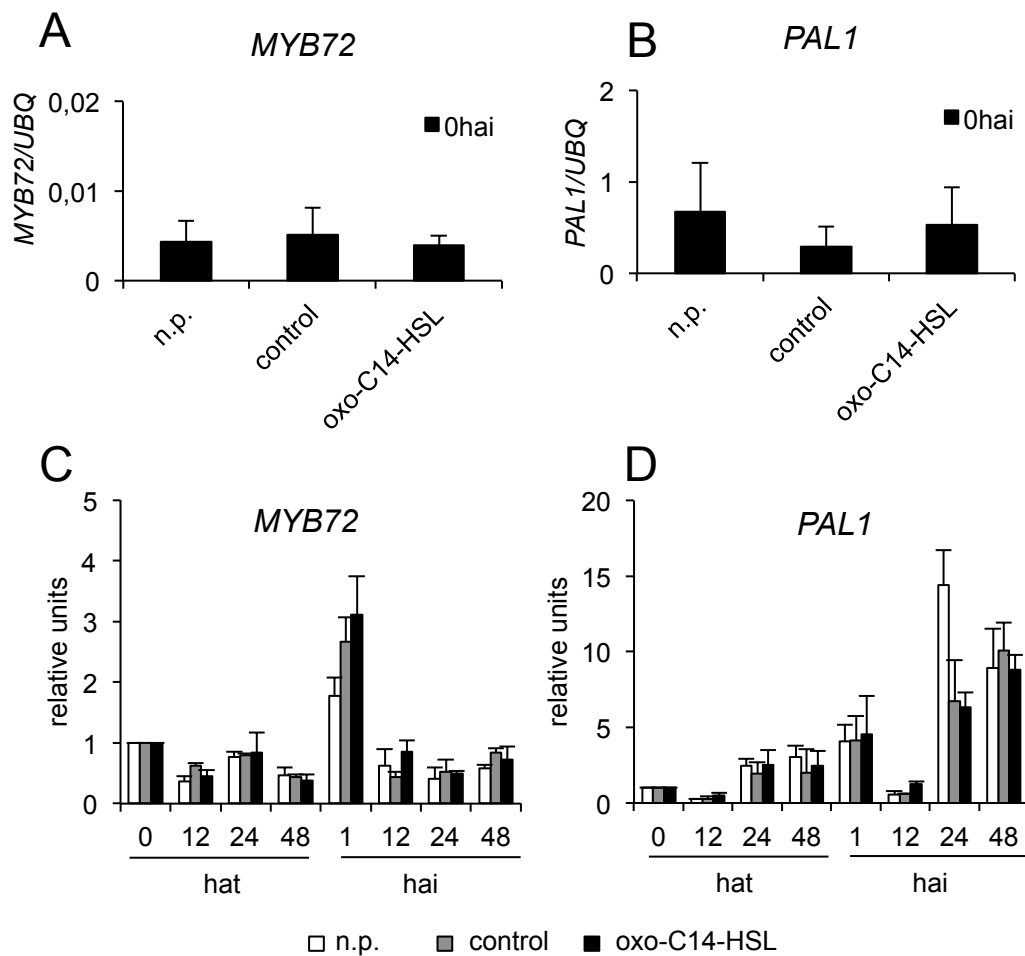 A
MYB72
MYB72/UBQ
0,02
0,01
0
0hai
n.p.
control
oxo-C14-HSL
B
PAL1
PAL1/UBQ
2
1
0
0hai
n.p.
control
oxo-C14-HSL
C
MYB72
relative units
5
4
3
2
1
0
0 12 24 48 1 12 24 48
hat hai
D
PAL1
relative units
20
15
10
5
0
0 12 24 48 1 12 24 48
hat hai
n.p. control oxo-C14-HSL